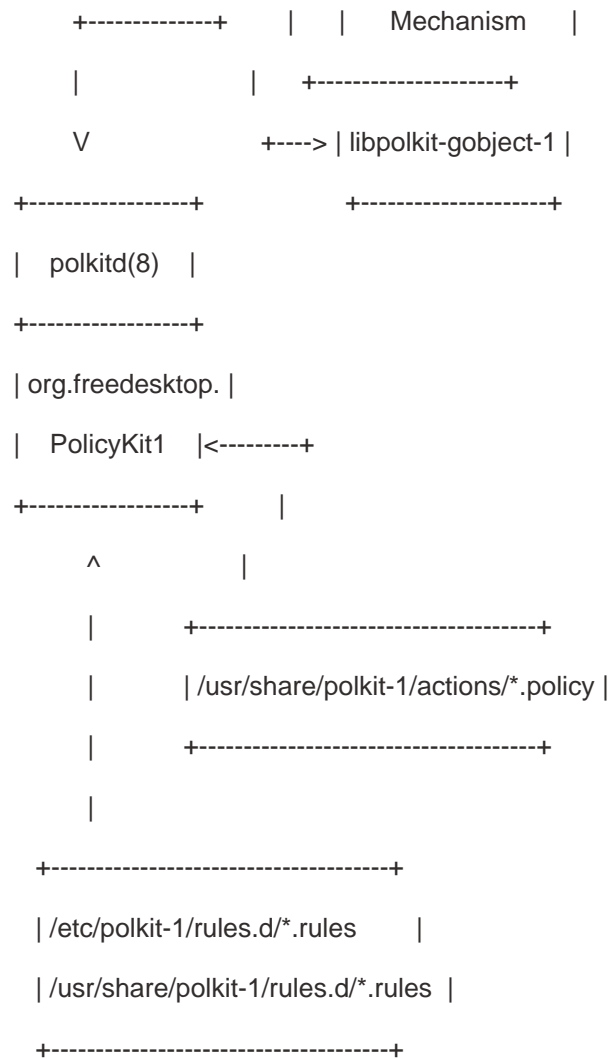 +--------------+ | | Mechanism |
| | +--------------------+
V +----> | libpolkit-gobject-1 |
+------------------+ +--------------------+
| polkitd(8) |
+------------------+
| org.freedesktop. |
| PolicyKit1 |<---------+
+------------------+ |
^ |
| +-------------------------------------+
| | /usr/share/polkit-1/actions/*.policy |
| +-------------------------------------+
|
+--------------------------------------+
| /etc/polkit-1/rules.d/*.rules |
| /usr/share/polkit-1/rules.d/*.rules |
+--------------------------------------+